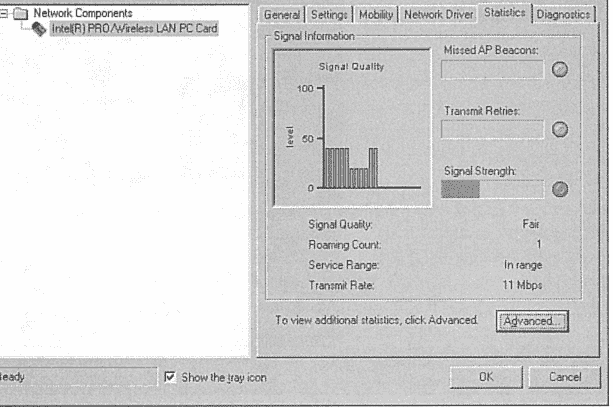 Network Components
Intel(R) PRO/Wireless LAN PC Card
General Settings Mobility Network Driver Statistics Diagnostics
Signal Information
Signal Quality
100
level
50
0
Missed AP Beacons:
Transmit Retries:
Signal Strength:
Signal Quality: Fair
Roaming Count: 1
Service Range: In range
Transmit Rate: 11 Mbps
To view additional statistics, click Advanced. Advanced...
Show the tray icon
OK Cancel